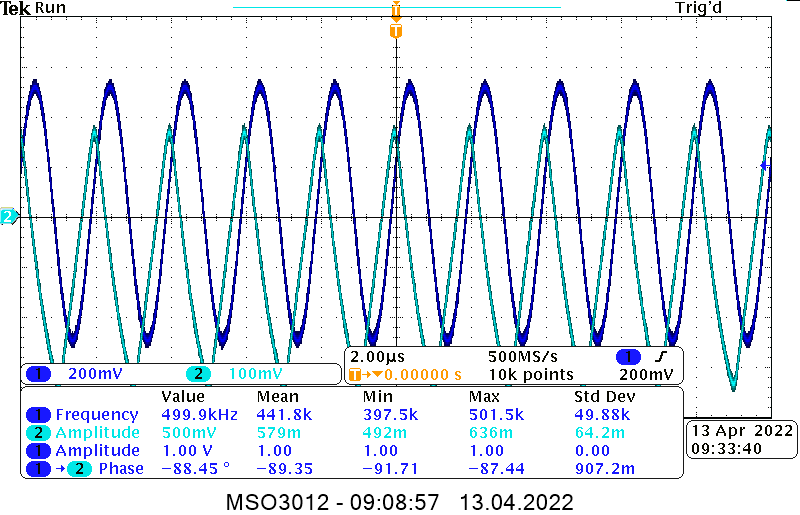 Tek Run Trig'd
T
T
2
1 200mV 2 100mV
2.00µs 500MS/s 1
T→▼0.00000 s 10k points 200mV
Value Mean Min Max Std Dev
1 Frequency 499.9kHz 441.8k 397.5k 501.5k 49.88k
2 Amplitude 500mV 579m 492m 636m 64.2m
1 Amplitude 1.00 V 1.00 1.00 1.00 0.00
1 → 2 Phase −88.45 ° −89.35 −91.71 −87.44 907.2m
13 Apr 2022
09:33:40
MSO3012 - 09:08:57 13.04.2022